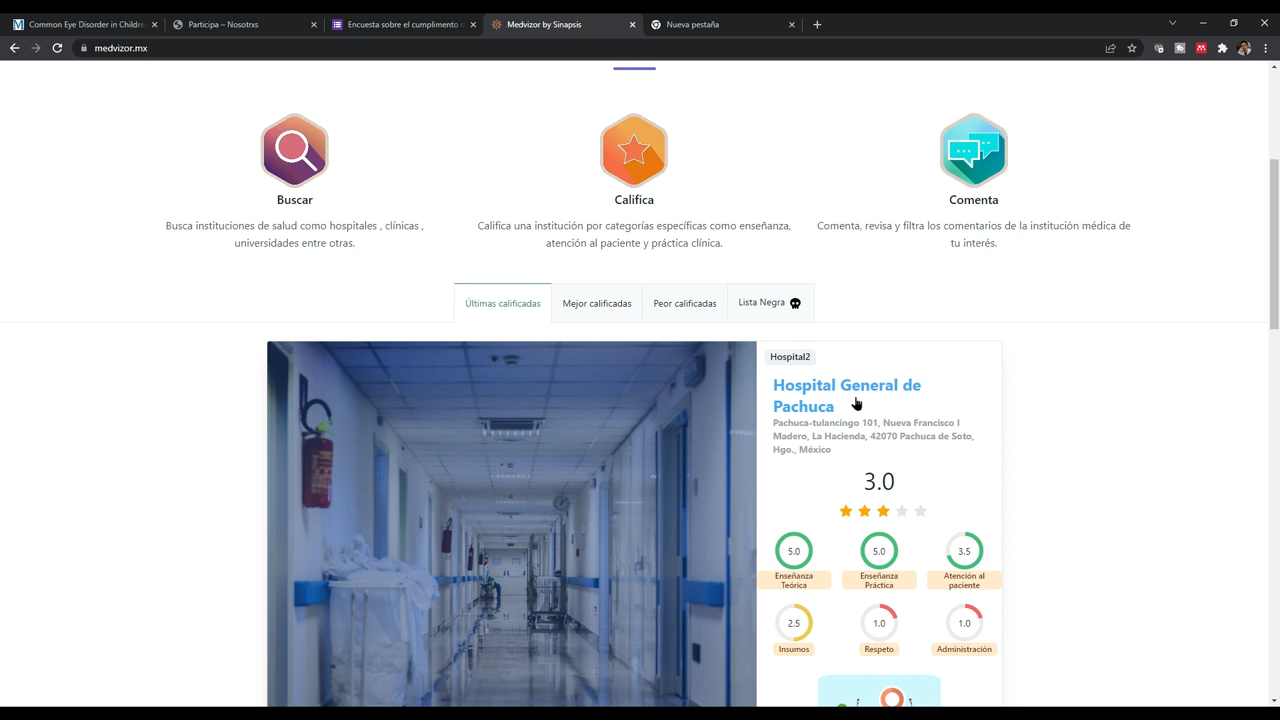 Common Eye Disorder in Childre
Participa – Nosotrxs
Encuesta sobre el cumplimento d
Medvizor by Sinapsis
Nueva pestaña
medvizor.mx
Buscar
Califica
Comenta
Busca instituciones de salud como hospitales , clínicas ,
universidades entre otras.
Califica una institución por categorías específicas como enseñanza,
atención al paciente y práctica clínica.
Comenta, revisa y filtra los comentarios de la institución médica de
tu interés.
Últimas calificadas
Mejor calificadas
Peor calificadas
Lista Negra
Hospital2
Hospital General de
Pachuca
Pachuca-tulancingo 101, Nueva Francisco I
Madero, La Hacienda, 42070 Pachuca de Soto,
Hgo., México
3.0
5.0
5.0
3.5
Enseñanza
Teórica
Enseñanza
Práctica
Atención al
paciente
2.5
1.0
1.0
Insumos
Respeto
Administración